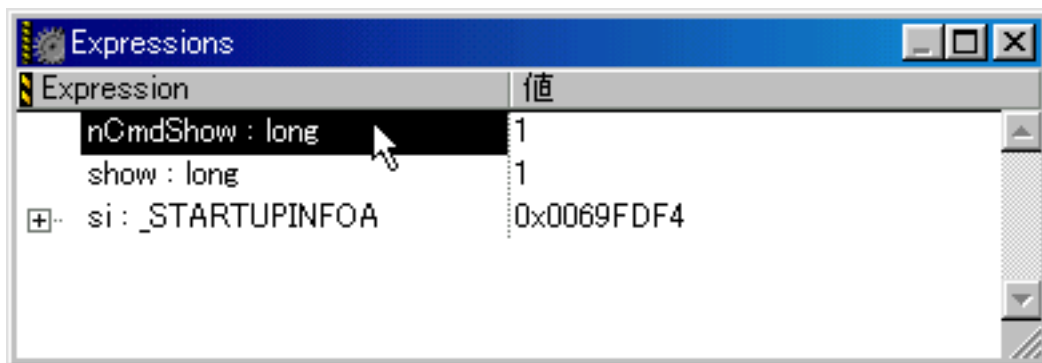 Expressions
Expression 値
nCmdShow : long 1
show : long 1
si : _STARTUPINFOA 0x0069FDF4